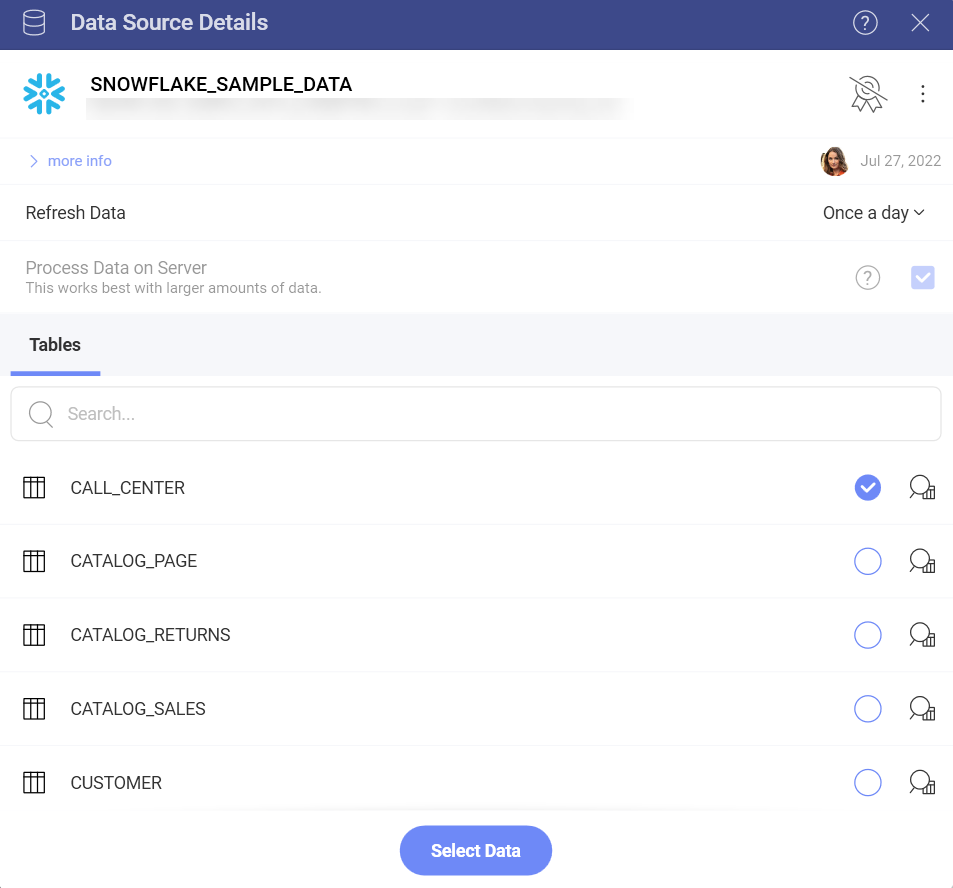 Data Source Details
?
SNOWFLAKE_SAMPLE_DATA
more info
Jul 27, 2022
Refresh Data
Once a day
Process Data on Server
This works best with larger amounts of data.
?
Tables
Search...
CALL_CENTER
CATALOG_PAGE
CATALOG_RETURNS
CATALOG_SALES
CUSTOMER
Select Data